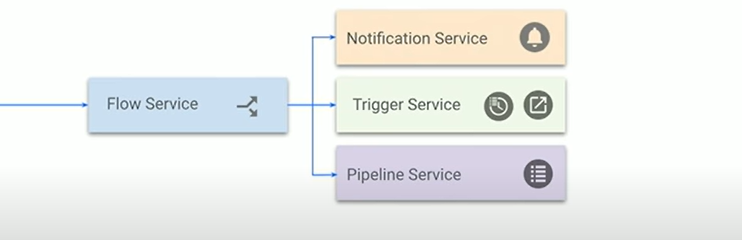 Notification Service
Flow Service
Trigger Service
Pipeline Service